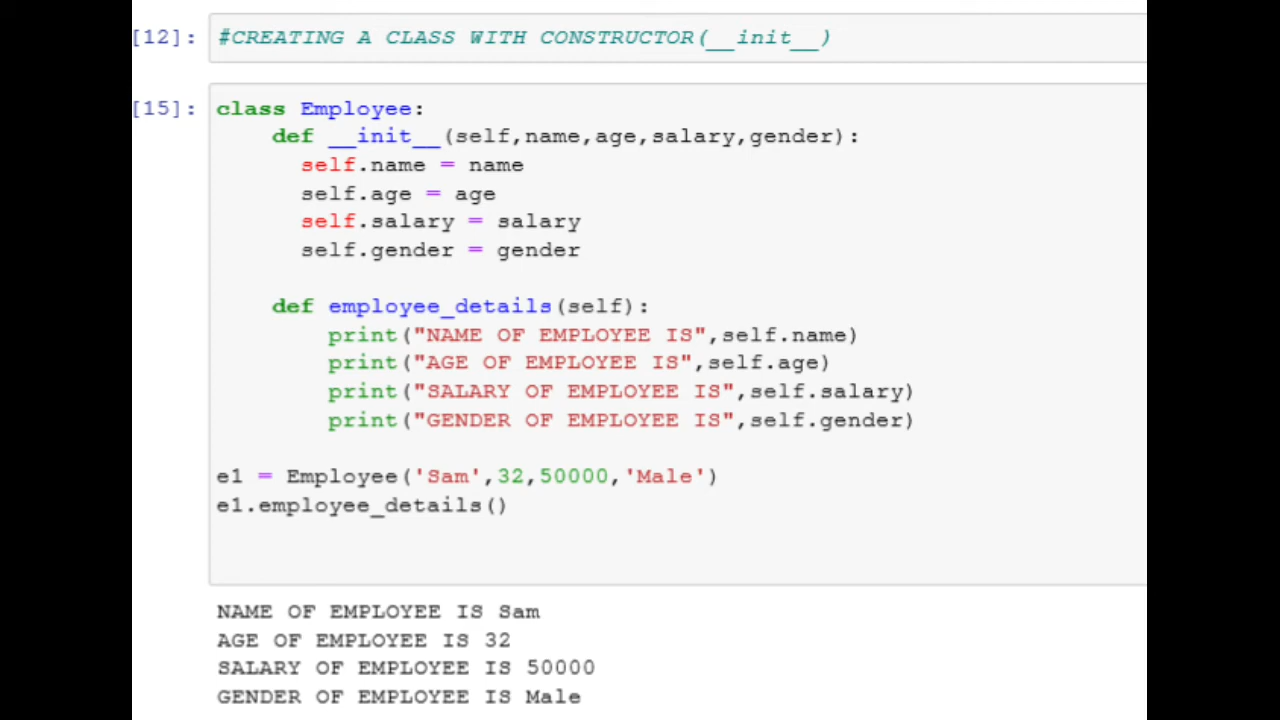 [12]: #CREATING A CLASS WITH CONSTRUCTOR(__init__)
[15]: class Employee:
    def __init__(self,name,age,salary,gender):
      self.name = name
      self.age = age
      self.salary = salary
      self.gender = gender
    def employee_details(self):
        print("NAME OF EMPLOYEE IS",self.name)
        print("AGE OF EMPLOYEE IS",self.age)
        print("SALARY OF EMPLOYEE IS",self.salary)
        print("GENDER OF EMPLOYEE IS",self.gender)
e1 = Employee('Sam',32,50000,'Male')
e1.employee_details()
NAME OF EMPLOYEE IS Sam
AGE OF EMPLOYEE IS 32
SALARY OF EMPLOYEE IS 50000
GENDER OF EMPLOYEE IS Male